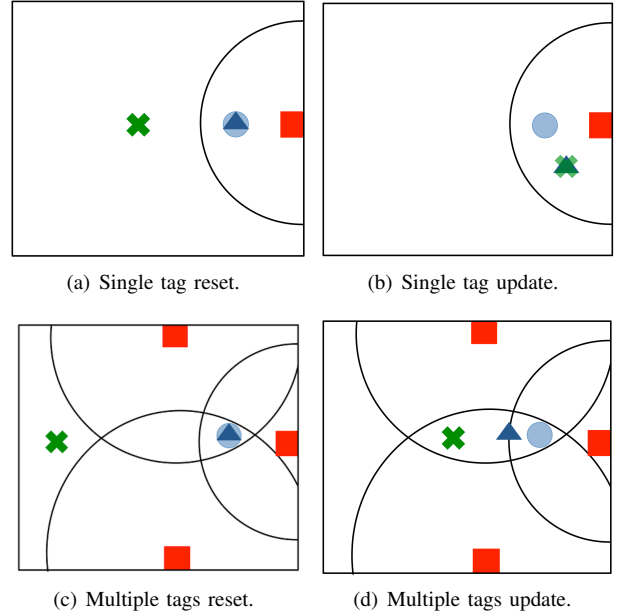 (a) Single tag reset.
(b) Single tag update.
(c) Multiple tags reset.
(d) Multiple tags update.